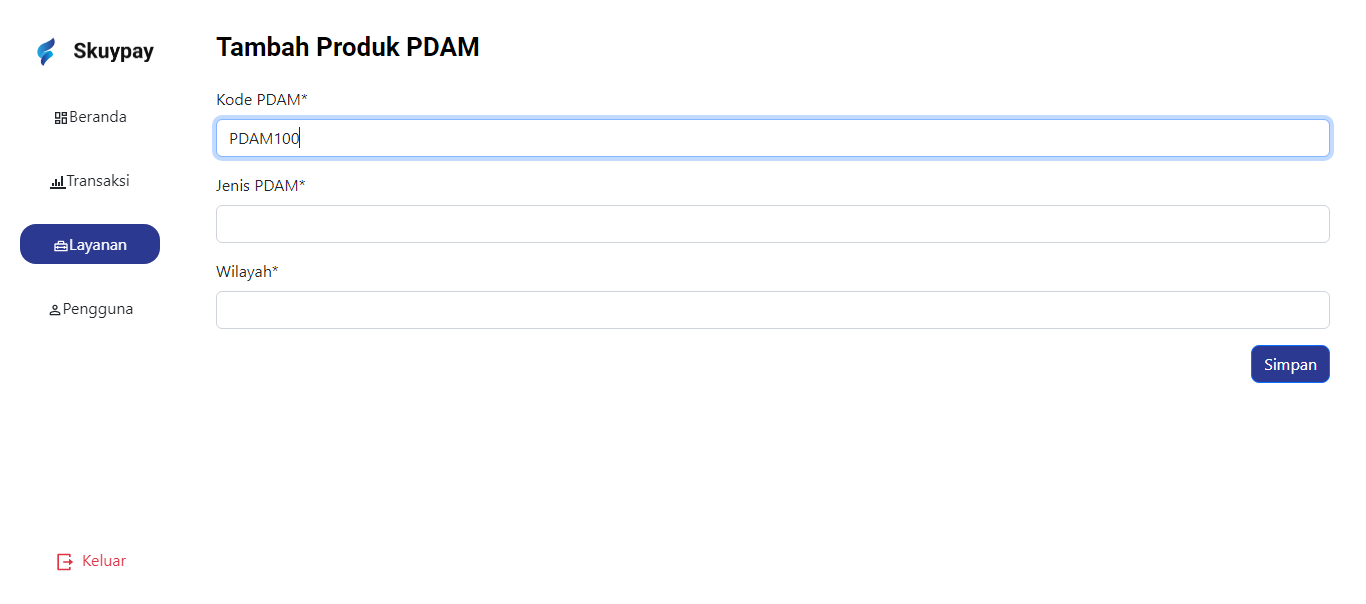 Skuypay
Beranda
Transaksi
Layanan
Pengguna
Keluar
Tambah Produk PDAM
Kode PDAM*
PDAM100
Jenis PDAM*
Wilayah*
Simpan